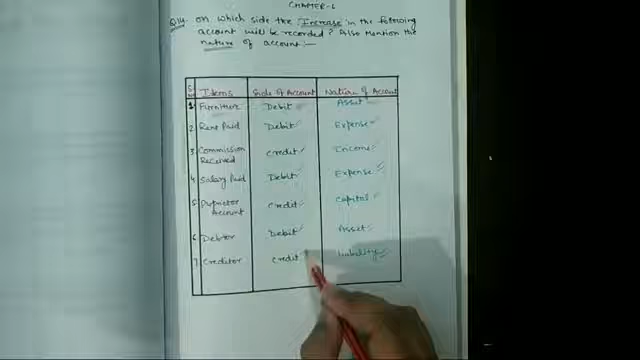 CHAPTER-6
Q14. On which side the Increase in the following
account will be recorded? Also mention the
nature of account:-
S.No Items Side of Account Nature of Account
1 Furniture Debit Asset
2 Rent Paid Debit Expense
3 Commission Received Credit Income
4 Salary Paid Debit Expense
5 Proprietor Account Credit Capital
6 Debtor Debit Asset
7 Creditor Credit Liability